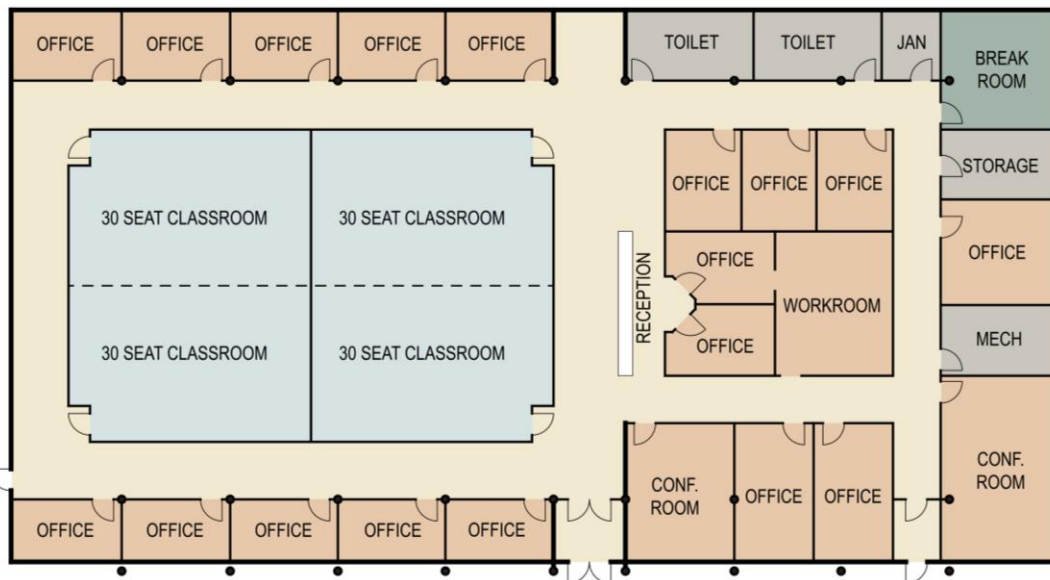 OFFICE
OFFICE
OFFICE
OFFICE
OFFICE
TOILET
TOILET
JAN
BREAK
ROOM
STORAGE
OFFICE
OFFICE
OFFICE
30 SEAT CLASSROOM
30 SEAT CLASSROOM
OFFICE
OFFICE
RECEPTION
WORKROOM
MECH
OFFICE
30 SEAT CLASSROOM
30 SEAT CLASSROOM
CONF.
ROOM
CONF.
ROOM
OFFICE
OFFICE
OFFICE
OFFICE
OFFICE
OFFICE
OFFICE